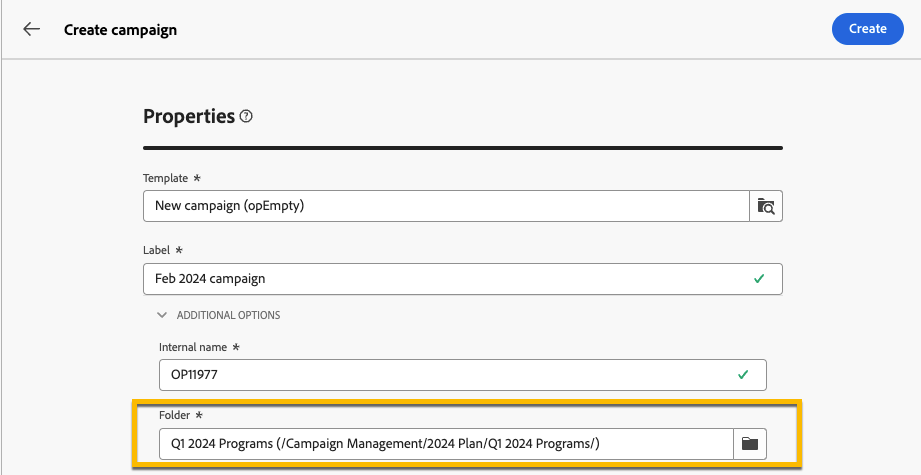 Create campaign
Create
Properties ?
Template *
New campaign (opEmpty)
Label *
Feb 2024 campaign
ADDITIONAL OPTIONS
Internal name *
OP11977
Folder *
Q1 2024 Programs (/Campaign Management/2024 Plan/Q1 2024 Programs/)